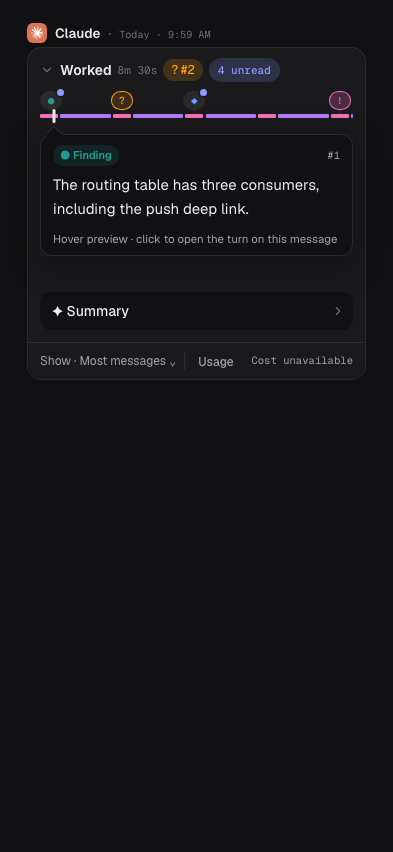 Claude · Today · 9:59 AM
Worked 8m 30s ? #2 4 unread
? !
Finding #1
The routing table has three consumers,
including the push deep link.
Hover preview · click to open the turn on this message
Summary
Show · Most messages Usage Cost unavailable